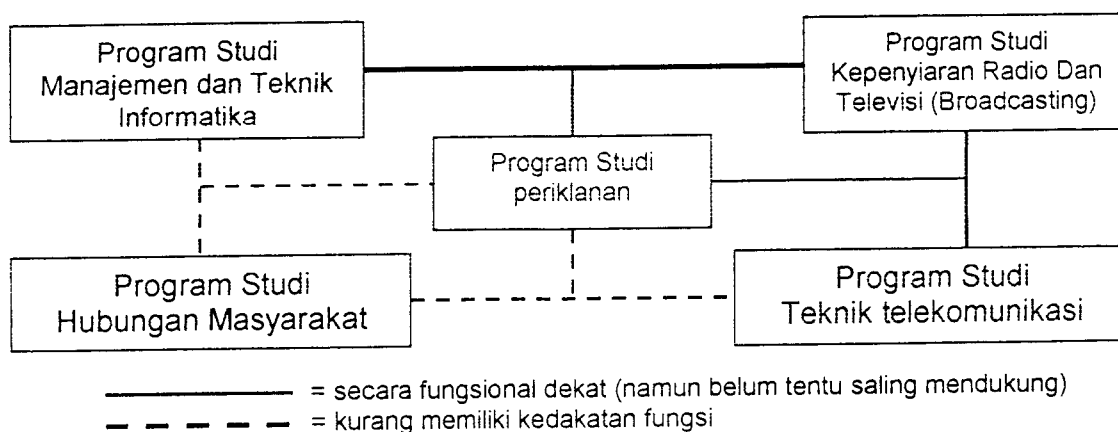 Program Studi
Manajemen dan Teknik
Informatika
Program Studi
Kepenyiaran Radio Dan
Televisi (Broadcasting)
Program Studi
periklanan
Program Studi
Hubungan Masyarakat
Program Studi
Teknik telekomunikasi
= secara fungsional dekat (namun belum tentu saling mendukung)
= kurang memiliki kedakatan fungsi